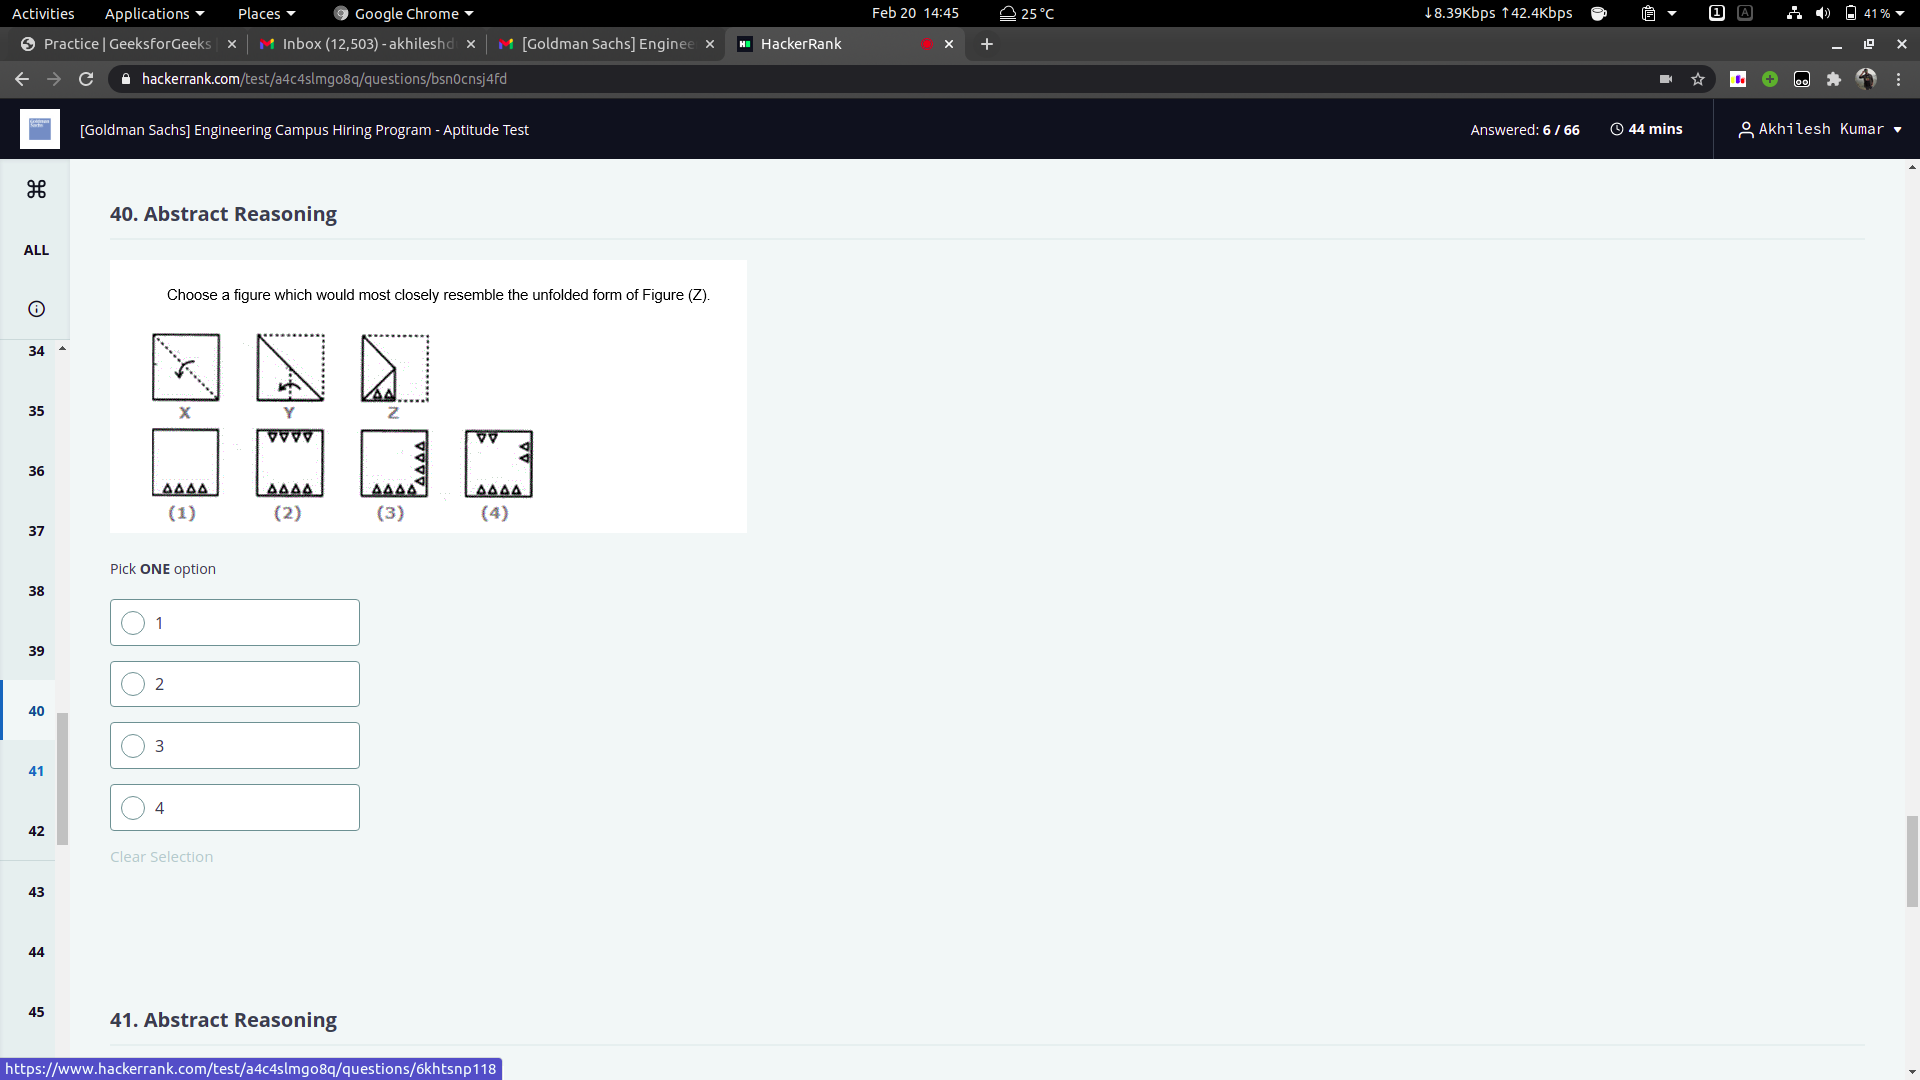 Activities Applications Places Google Chrome Feb 20 14:45 25 °C ↓8.39Kbps ↑42.4Kbps 1 A 41 %
Practice | GeeksforGeeks Inbox (12,503) - akhileshd [Goldman Sachs] Enginee HackerRank
hackerrank.com/test/a4c4slmgo8q/questions/bsn0cnsj4fd
[Goldman Sachs] Engineering Campus Hiring Program - Aptitude Test Answered: 6 / 66 44 mins Akhilesh Kumar
ALL
34
35
36
37
38
39
40
41
42
43
44
45
40. Abstract Reasoning
Choose a figure which would most closely resemble the unfolded form of Figure (Z).
X Y Z
(1) (2) (3) (4)
Pick ONE option
1
2
3
4
Clear Selection
41. Abstract Reasoning
https://www.hackerrank.com/test/a4c4slmgo8q/questions/6khtsnp118